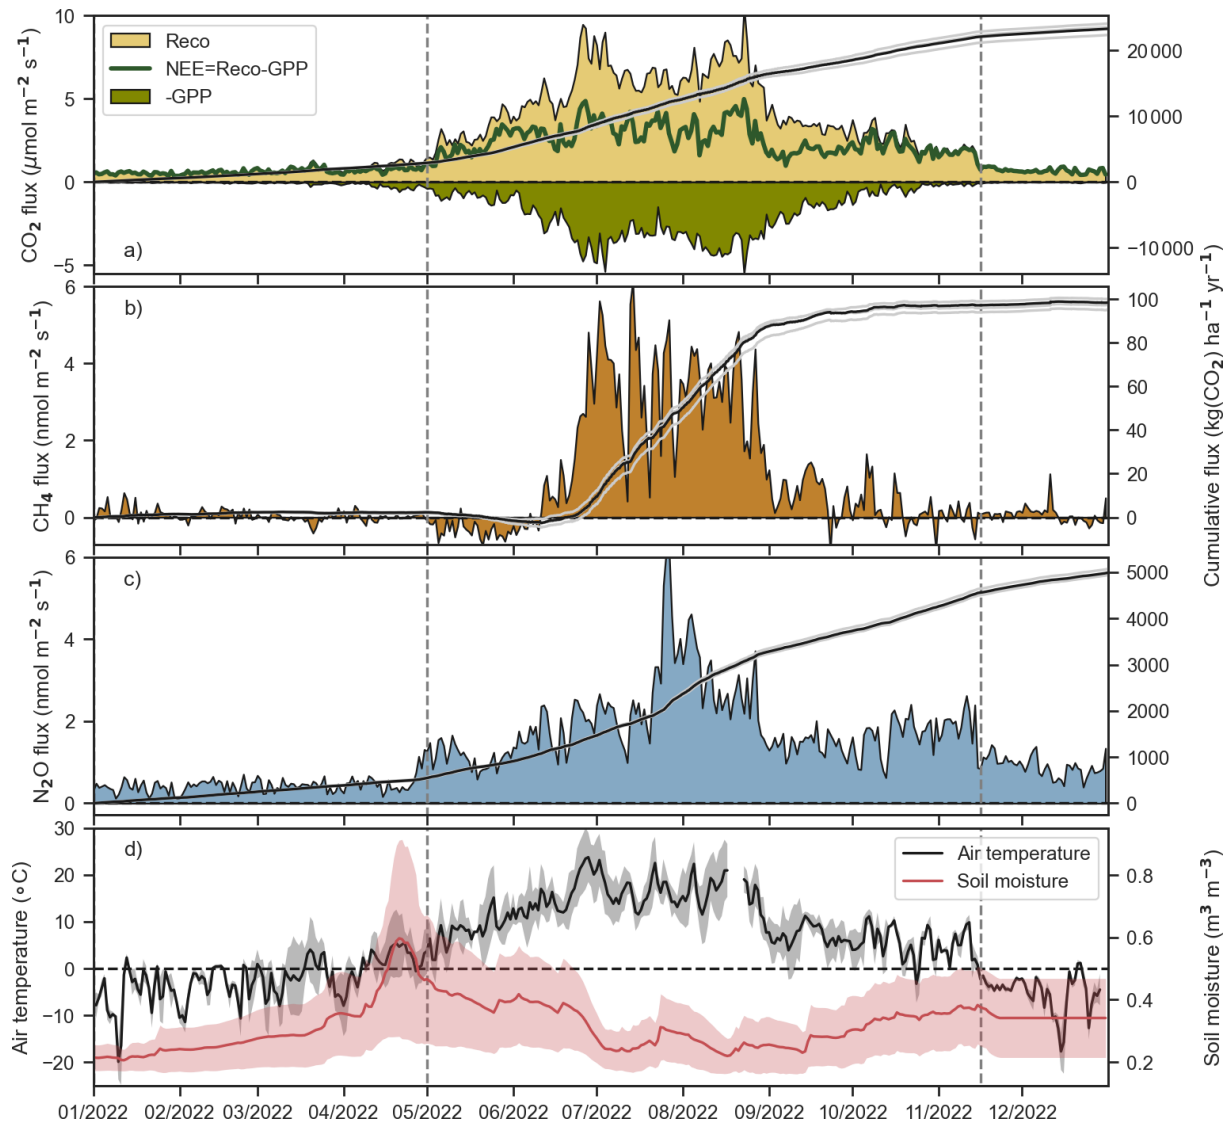 10
5
0
−5
CO2 flux (μmol m−2 s−1)
Reco
NEE=Reco-GPP
-GPP
a)
20 000
10 000
0
−10 000
6
4
2
0
CH4 flux (nmol m−2 s−1)
b)
100
80
60
40
20
0
Cumulative flux (kg(CO2) ha−1 yr−1)
6
4
2
0
N2O flux (nmol m−2 s−1)
c)
5000
4000
3000
2000
1000
0
30
20
10
0
−10
−20
Air temperature (∘C)
d)
Air temperature
Soil moisture
0.8
0.6
0.4
0.2
Soil moisture (m3 m−3)
01/2022 02/2022 03/2022 04/2022 05/2022 06/2022 07/2022 08/2022 09/2022 10/2022 11/2022 12/2022